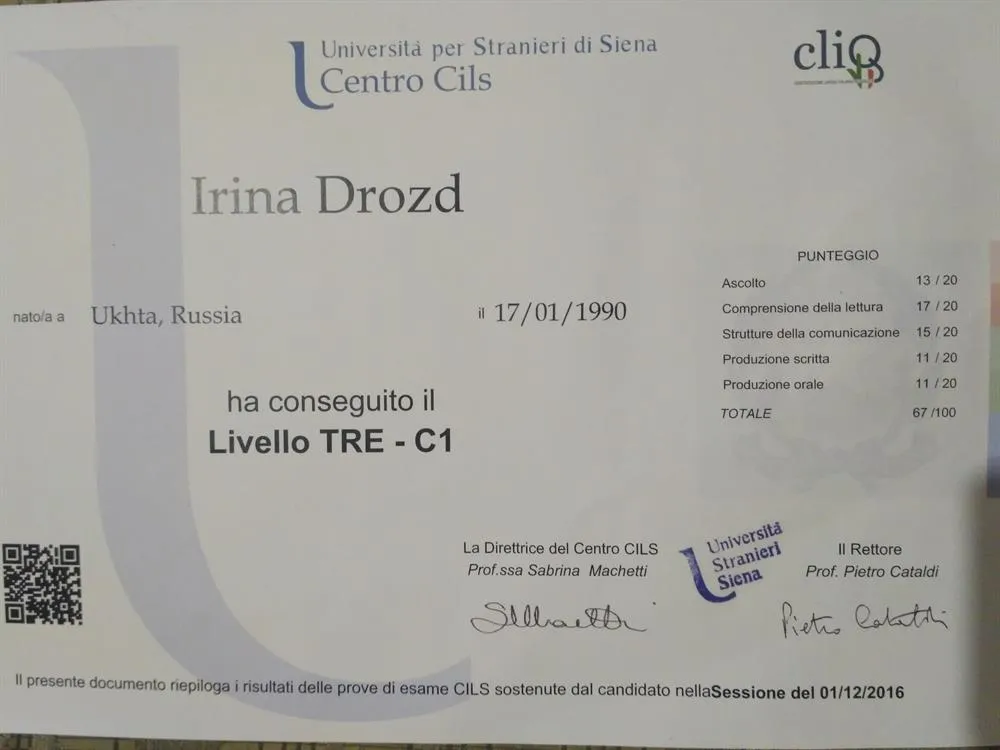 Università per Stranieri di Siena
Centro Cils
cliQ
Irina Drozd
nato/a a Ukhta, Russia il 17/01/1990
ha conseguito il
Livello TRE - C1
PUNTEGGIO
Ascolto 13 / 20
Comprensione della lettura 17 / 20
Strutture della comunicazione 15 / 20
Produzione scritta 11 / 20
Produzione orale 11 / 20
TOTALE 67 /100
La Direttrice del Centro CILS
Prof.ssa Sabrina Machetti
Università
Stranieri
Siena
Il Rettore
Prof. Pietro Cataldi
Pietro Cataldi
Il presente documento riepiloga i risultati delle prove di esame CILS sostenute dal candidato nellaSessione del 01/12/2016